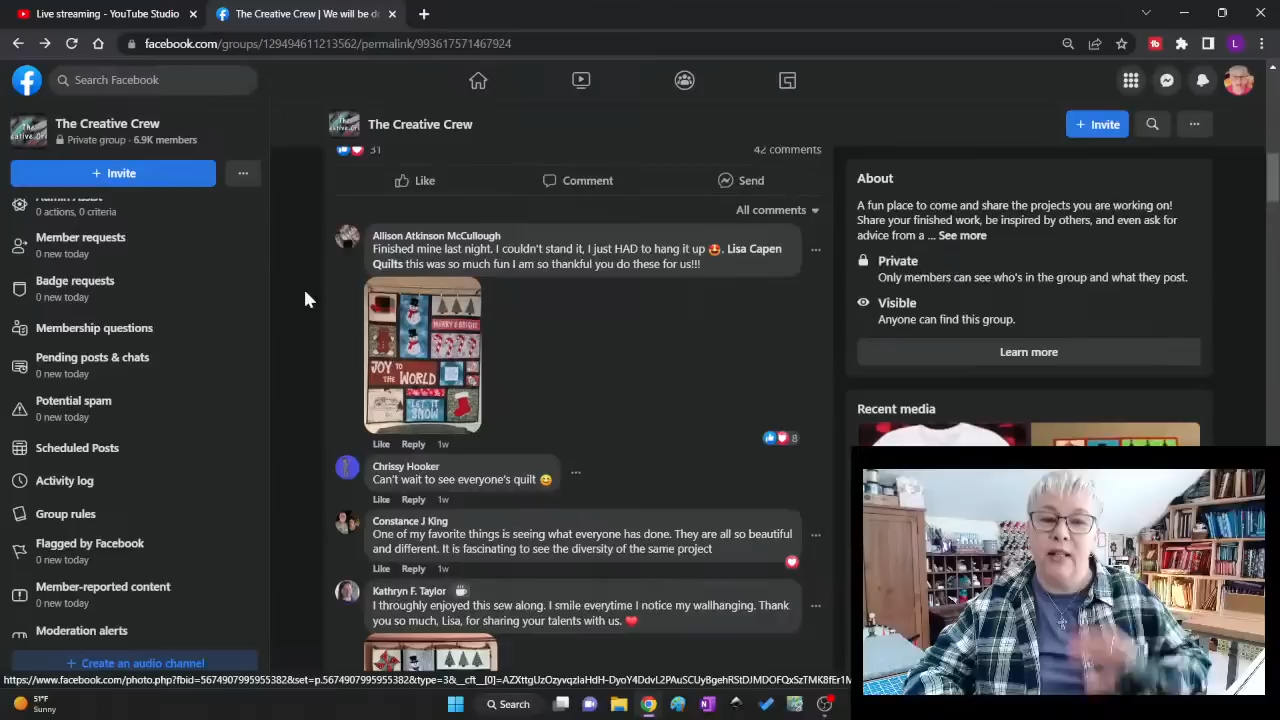 Live streaming - YouTube Studio
The Creative Crew | We will be do
facebook.com/groups/129494611213562/permalink/993617571467924
L
Search Facebook
The Creative Crew
Private group · 6.9K members
+ Invite
Admin Assist
0 actions, 0 criteria
Member requests
0 new today
Badge requests
0 new today
Membership questions
Pending posts & chats
0 new today
Potential spam
0 new today
Scheduled Posts
Activity log
Group rules
Flagged by Facebook
0 new today
Member-reported content
0 new today
Moderation alerts
+ Create an audio channel
The Creative Crew
+ Invite
31
42 comments
Like
Comment
Send
All comments
Allison Atkinson McCullough
Finished mine last night. I couldn't stand it, I just HAD to hang it up 🤩. Lisa Capen
Quilts this was so much fun I am so thankful you do these for us!!!
MERRY & BRIGHT
JOY TO
THE WORLD
LET IT
SNOW
8
Like Reply 1w
Chrissy Hooker
Can't wait to see everyone's quilt 😄
Like Reply 1w
Constance J King
One of my favorite things is seeing what everyone has done. They are all so beautiful
and different. It is fascinating to see the diversity of the same project
Like Reply 1w
Kathryn F. Taylor
I throughly enjoyed this sew along. I smile everytime I notice my wallhanging. Thank
you so much, Lisa, for sharing your talents with us. ❤️
About
A fun place to come and share the projects you are working on!
Share your finished work, be inspired by others, and even ask for
advice from a ... See more
Private
Only members can see who's in the group and what they post.
Visible
Anyone can find this group.
Learn more
Recent media
51°F
Sunny
Search